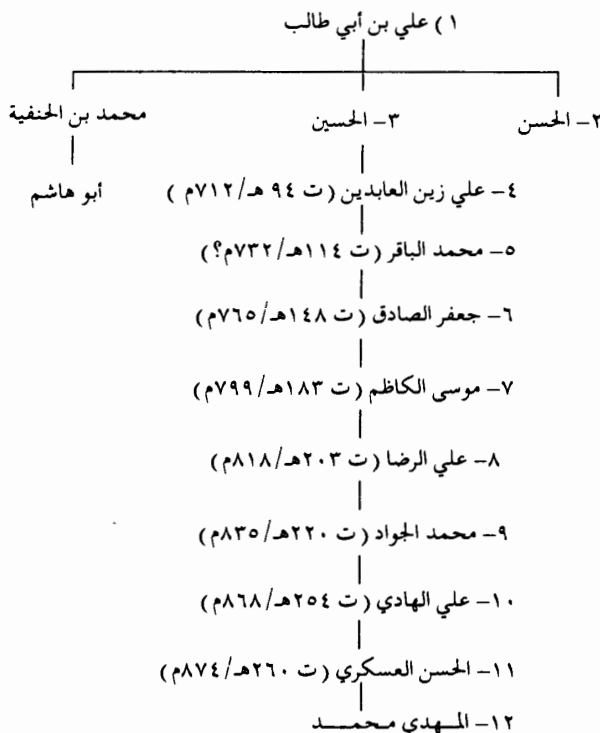 ١) علي بن أبي طالب
٢- الحسن ٣- الحسين محمد بن الحنفية
٤- علي زين العابدين (ت ٩٤ هـ/٧١٢م) أبو هاشم
٥- محمد الباقر (ت ١١٤هـ/٧٣٢م؟)
٦- جعفر الصادق (ت ١٤٨هـ/٧٦٥م)
٧- موسى الكاظم (ت ١٨٣هـ/٧٩٩م)
٨- علي الرضا (ت ٢٠٣هـ/٨١٨م)
٩- محمد الجواد (ت ٢٢٠هـ/٨٣٥م)
١٠- علي الهادي (ت ٢٥٤هـ/٨٦٨م)
١١- الحسن العسكري (ت ٢٦٠هـ/٨٧٤م)
١٢- المهدي محمد